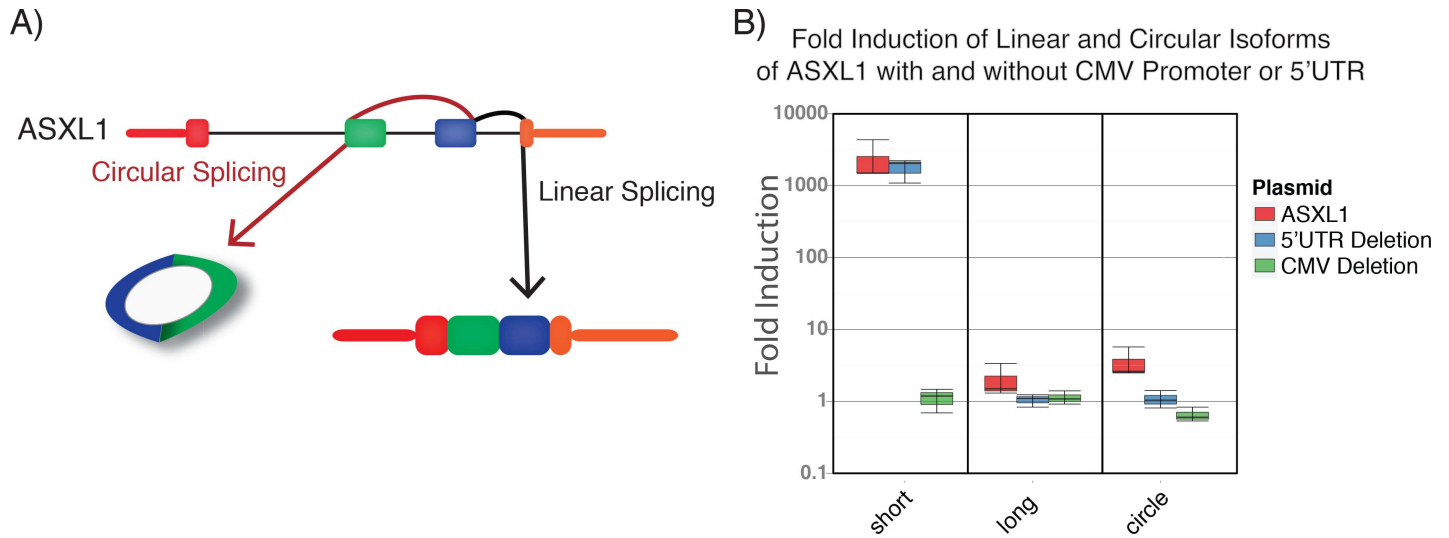 A)
ASXL1
Circular Splicing
Linear Splicing
B)
Fold Induction of Linear and Circular Isoforms
of ASXL1 with and without CMV Promoter or 5'UTR
Fold Induction
10000
1000
100
10
1
0.1
short
long
circle
Plasmid
ASXL1
5'UTR Deletion
CMV Deletion